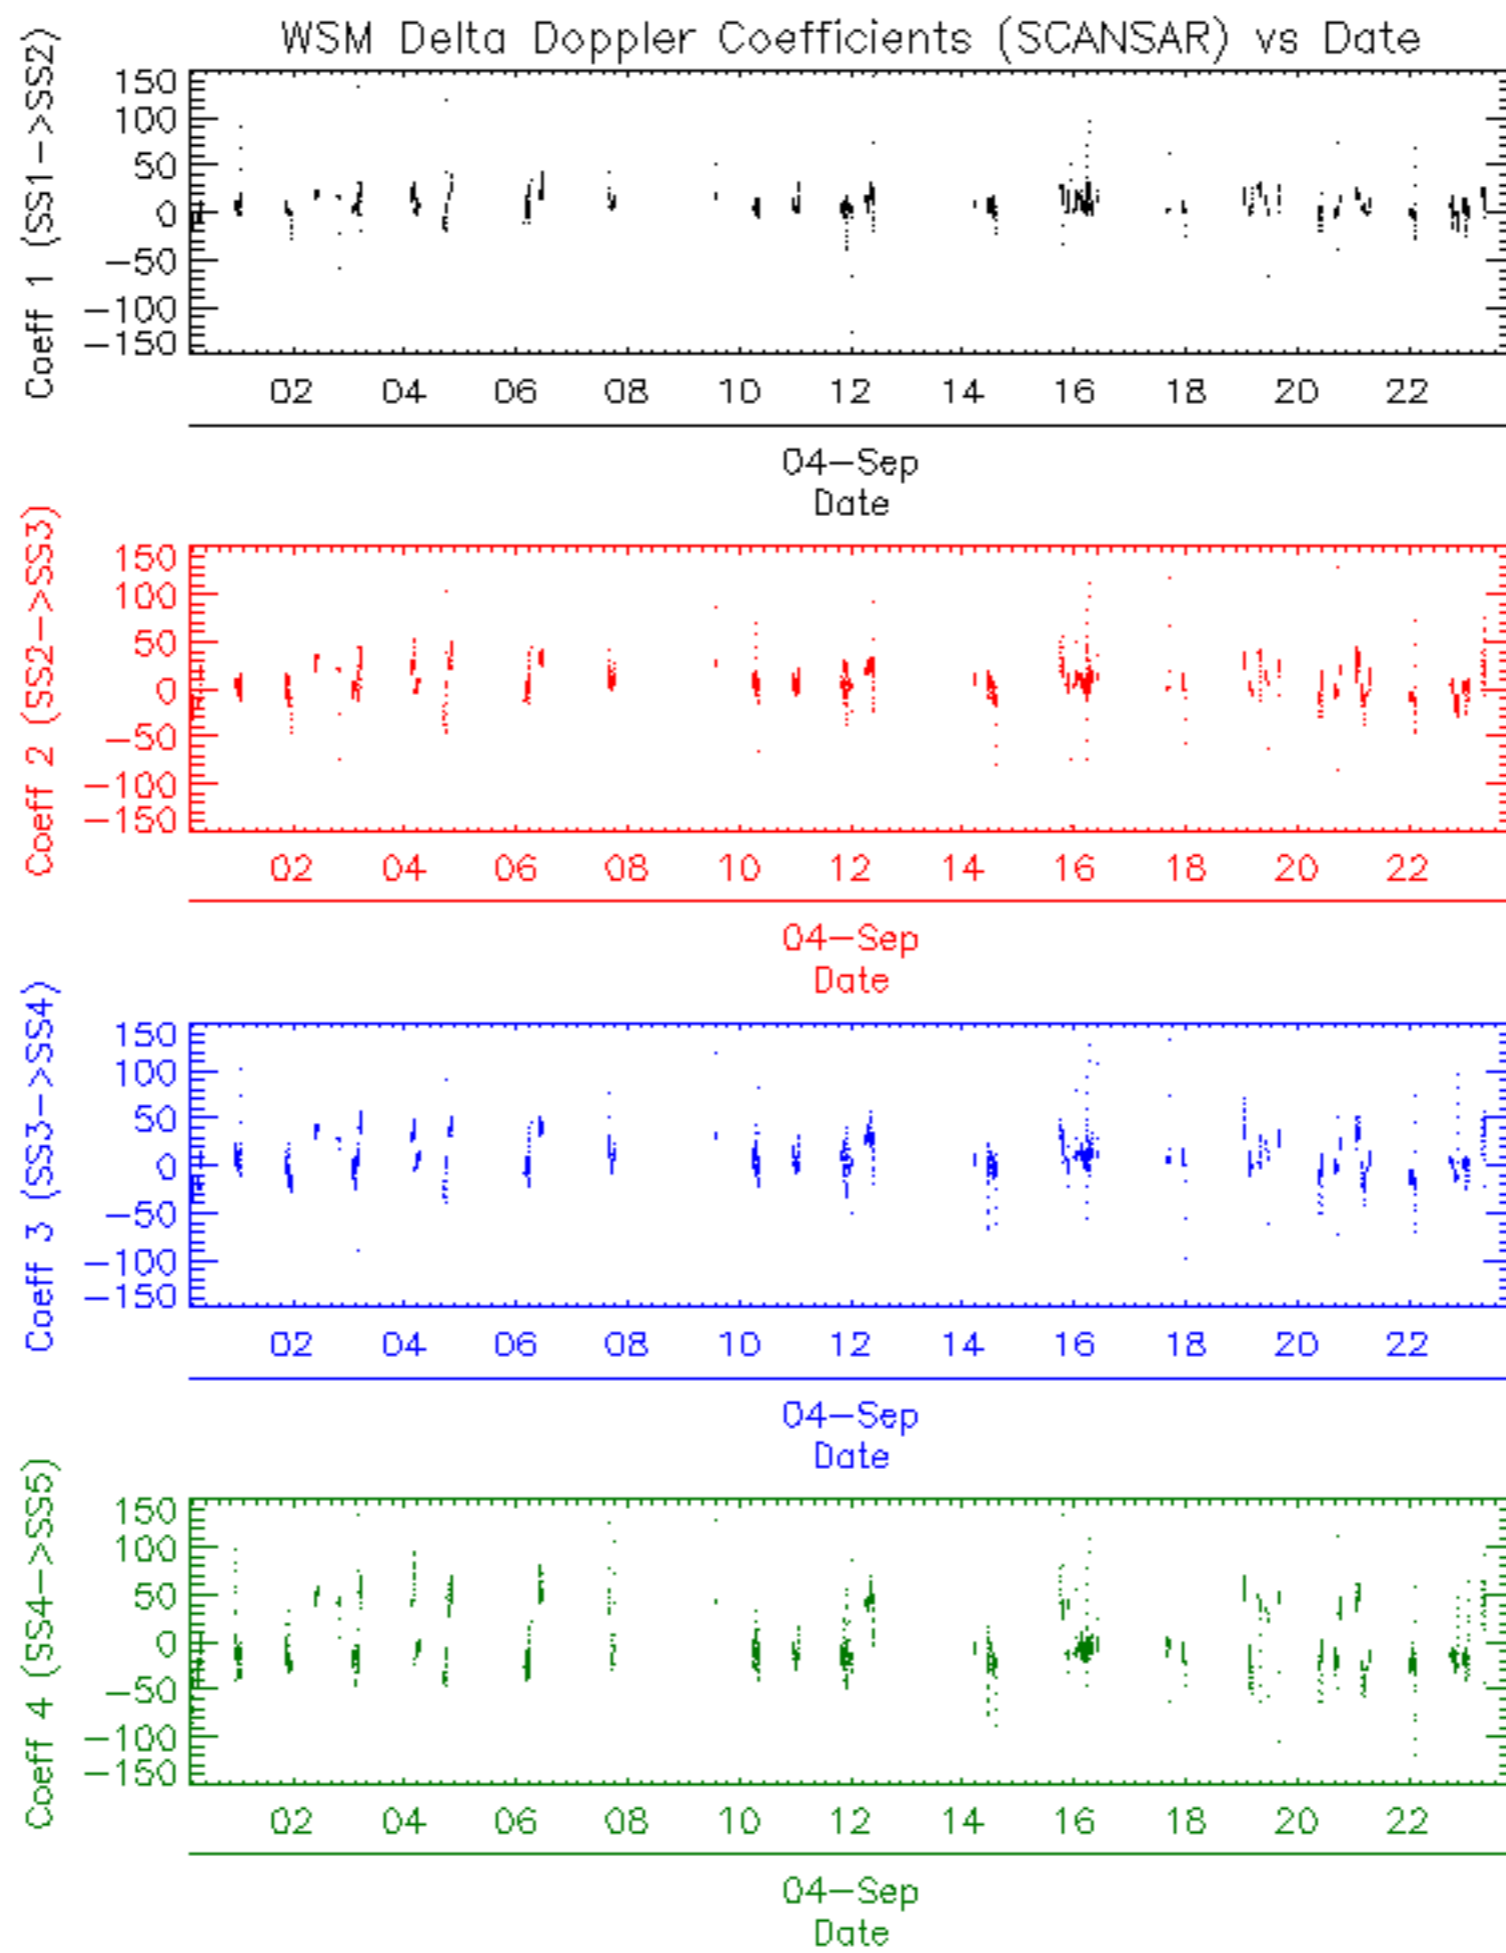 WSM Delta Doppler Coefficients (SCANSAR) vs Date
Coeff 1 (SS1->SS2)
150
100
50
0
-50
-100
-150
02 04 06 08 10 12 14 16 18 20 22
04-Sep
Date
Coeff 2 (SS2->SS3)
150
100
50
0
-50
-100
-150
02 04 06 08 10 12 14 16 18 20 22
04-Sep
Date
Coeff 3 (SS3->SS4)
150
100
50
0
-50
-100
-150
02 04 06 08 10 12 14 16 18 20 22
04-Sep
Date
Coeff 4 (SS4->SS5)
150
100
50
0
-50
-100
-150
02 04 06 08 10 12 14 16 18 20 22
04-Sep
Date